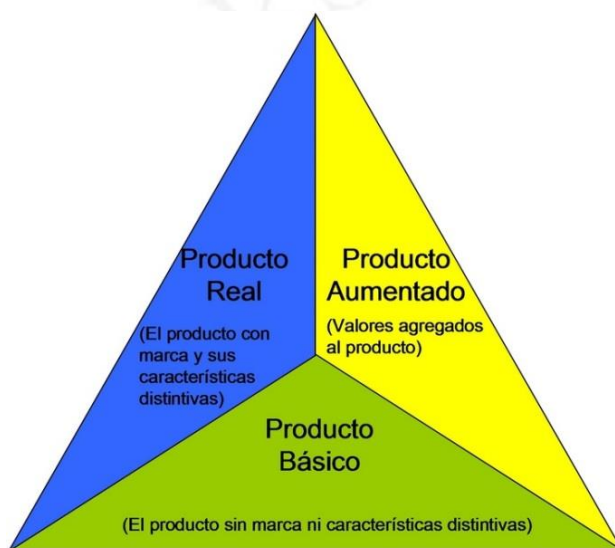 Producto
Real
(El producto con
marca y sus
características
distintivas)
Producto
Aumentado
(Valores agregados
al producto)
Producto
Básico
(El producto sin marca ni características distintivas)